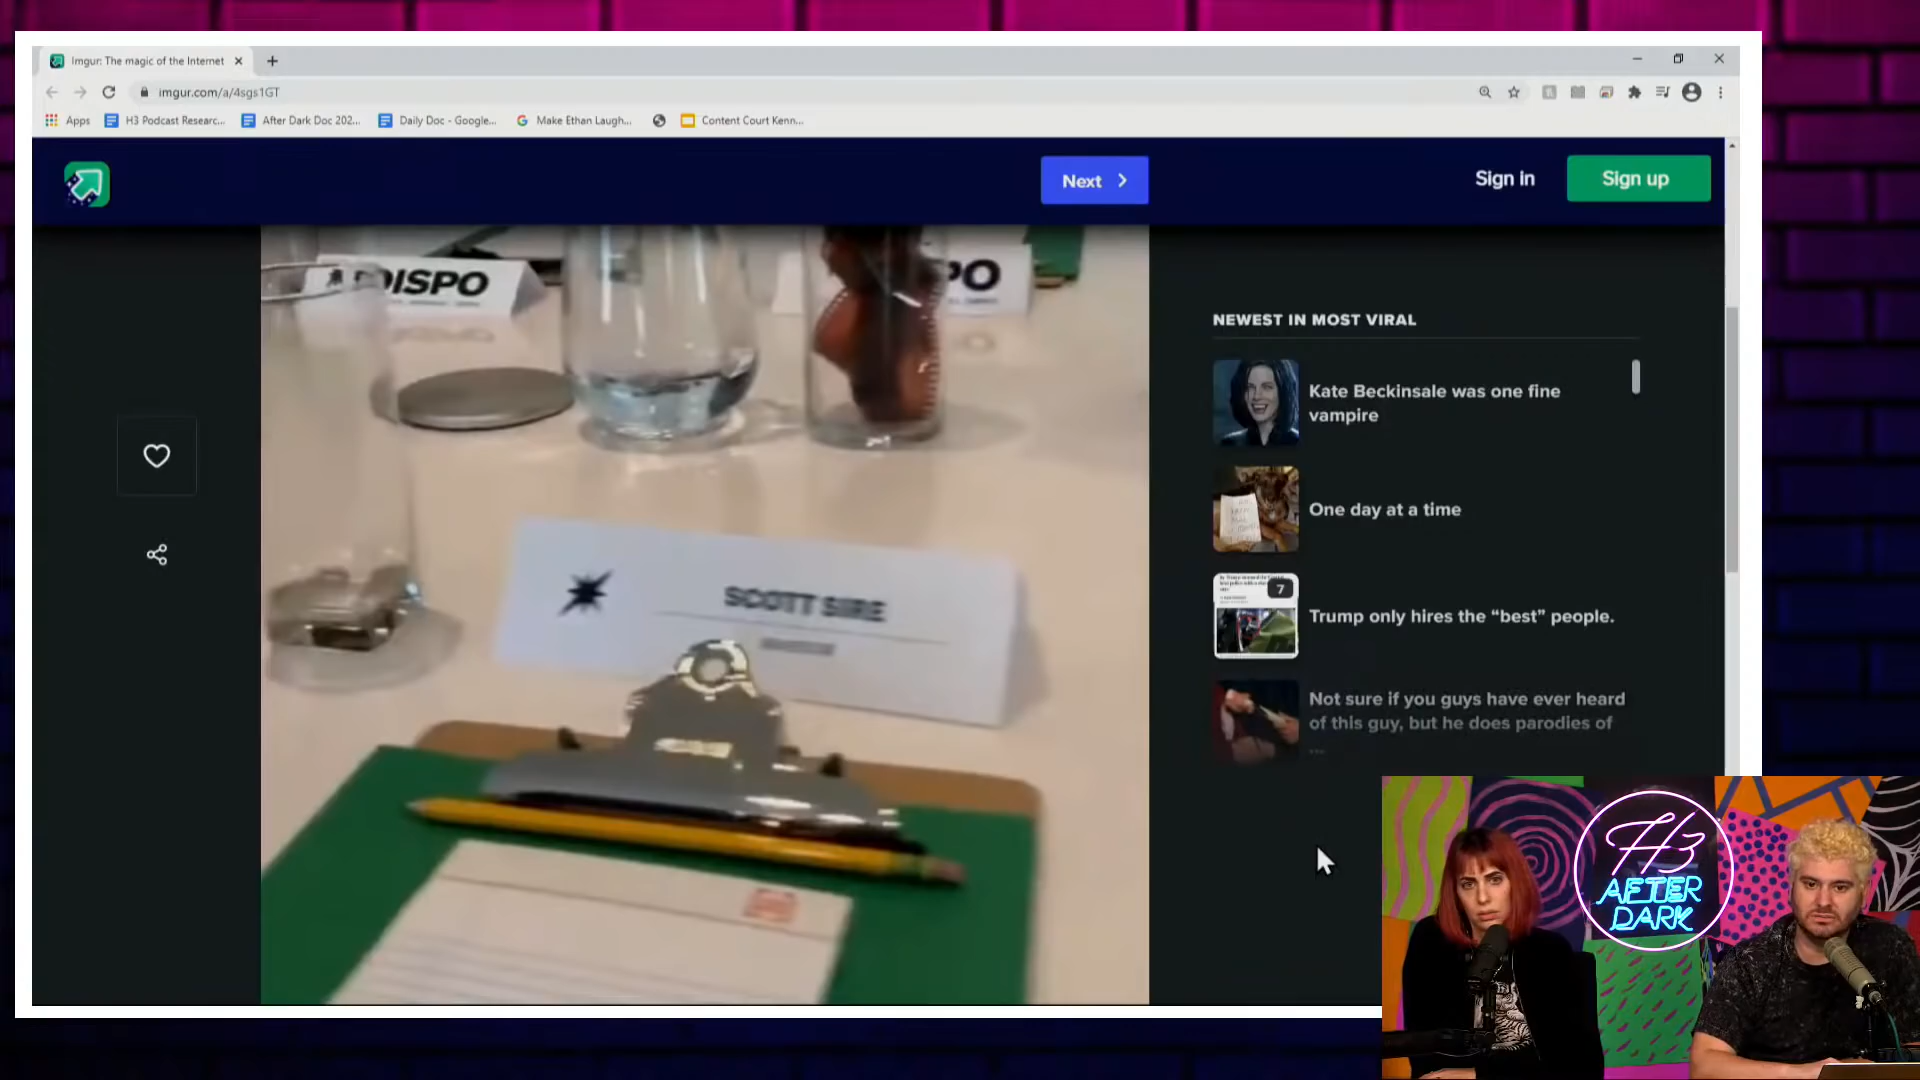 Imgur: The magic of the Internet
imgur.com/a/4sgs1GT
Apps
H3 Podcast Researc...
After Dark Doc 202...
Daily Doc - Google...
Make Ethan Laugh...
Content Court Kenn...
Next
Sign in
Sign up
DISPO
PO
SCOTT SIRE
NEWEST IN MOST VIRAL
Kate Beckinsale was one fine
vampire
One day at a time
7
Trump only hires the “best” people.
Not sure if you guys have ever heard
of this guy, but he does parodies of
...
H3
AFTER
DARK